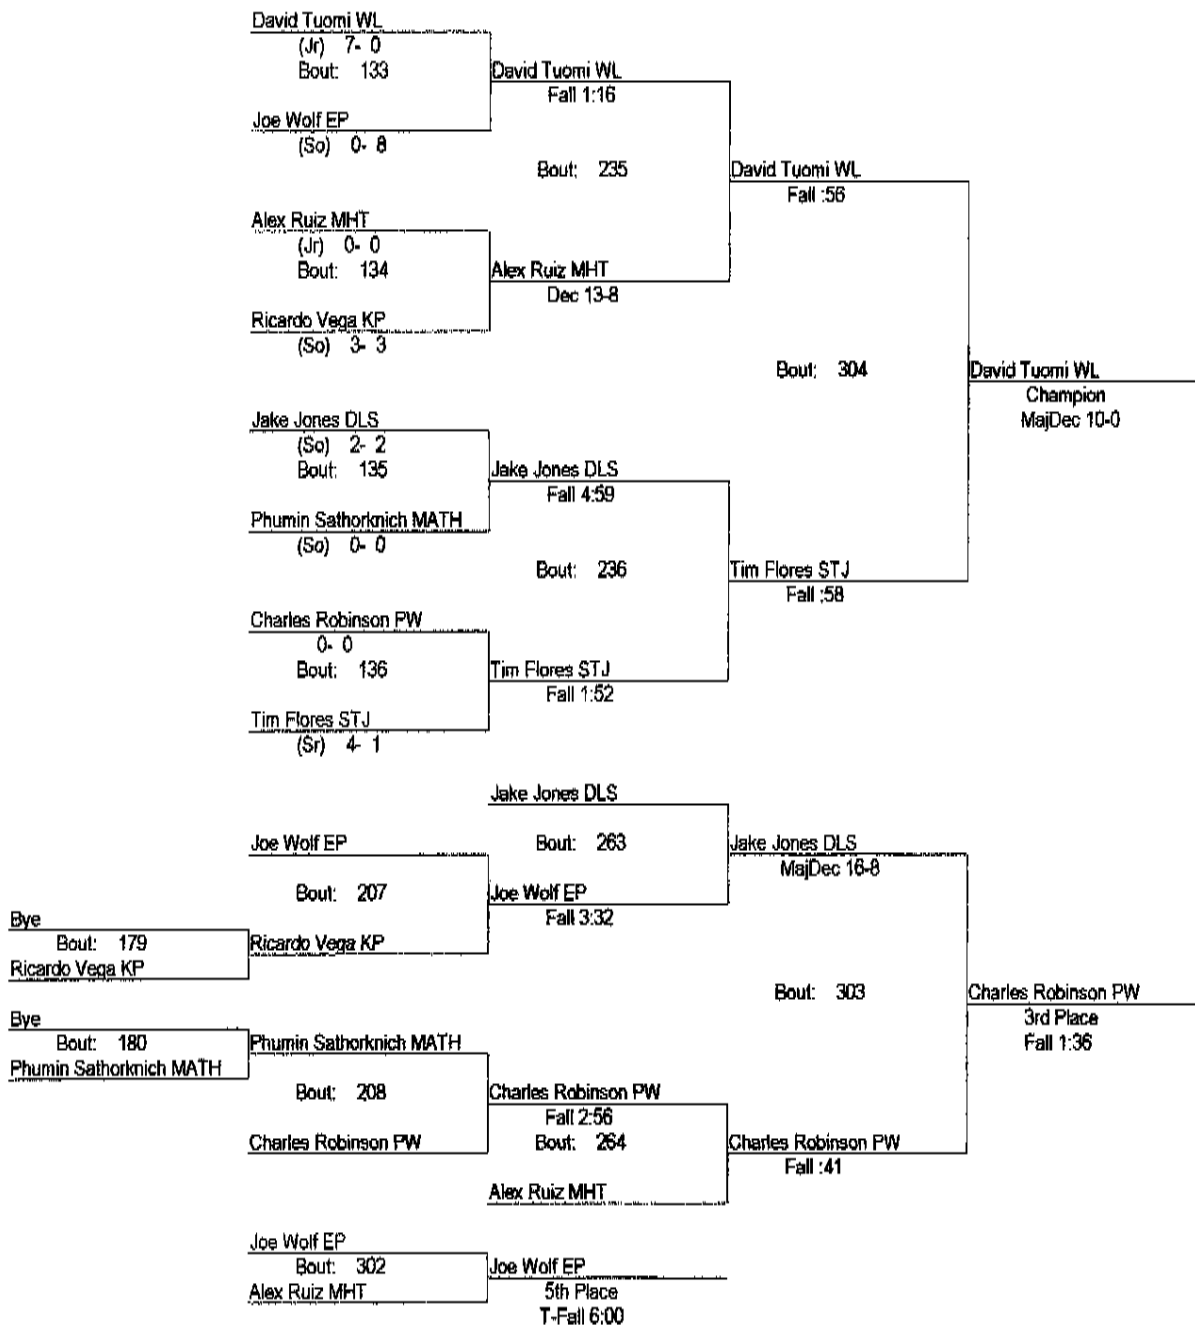 David Tuomi WL
(Jr) 7- 0
Bout: 133
David Tuomi WL
Fall 1:16
Joe Wolf EP
(So) 0- 8
Bout: 235
David Tuomi WL
Fall :56
Alex Ruiz MHT
(Jr) 0- 0
Bout: 134
Alex Ruiz MHT
Dec 13-8
Ricardo Vega KP
(So) 3- 3
Bout: 304
David Tuomi WL
Champion
MajDec 10-0
Jake Jones DLS
(So) 2- 2
Bout: 135
Jake Jones DLS
Fall 4:59
Phumin Sathorknich MATH
(So) 0- 0
Bout: 236
Tim Flores STJ
Fall :58
Charles Robinson PW
0- 0
Bout: 136
Tim Flores STJ
Fall 1:52
Tim Flores STJ
(Sr) 4- 1
Jake Jones DLS
Bout: 263
Jake Jones DLS
MajDec 16-8
Joe Wolf EP
Bout: 207
Joe Wolf EP
Fall 3:32
Bye
Bout: 179
Ricardo Vega KP
Ricardo Vega KP
Bout: 303
Charles Robinson PW
3rd Place
Fall 1:36
Bye
Bout: 180
Phumin Sathorknich MATH
Phumin Sathorknich MATH
Bout: 208
Charles Robinson PW
Fall 2:56
Bout: 264
Charles Robinson PW
Charles Robinson PW
Fall :41
Alex Ruiz MHT
Joe Wolf EP
Bout: 302
Joe Wolf EP
Alex Ruiz MHT
5th Place
T-Fall 6:00